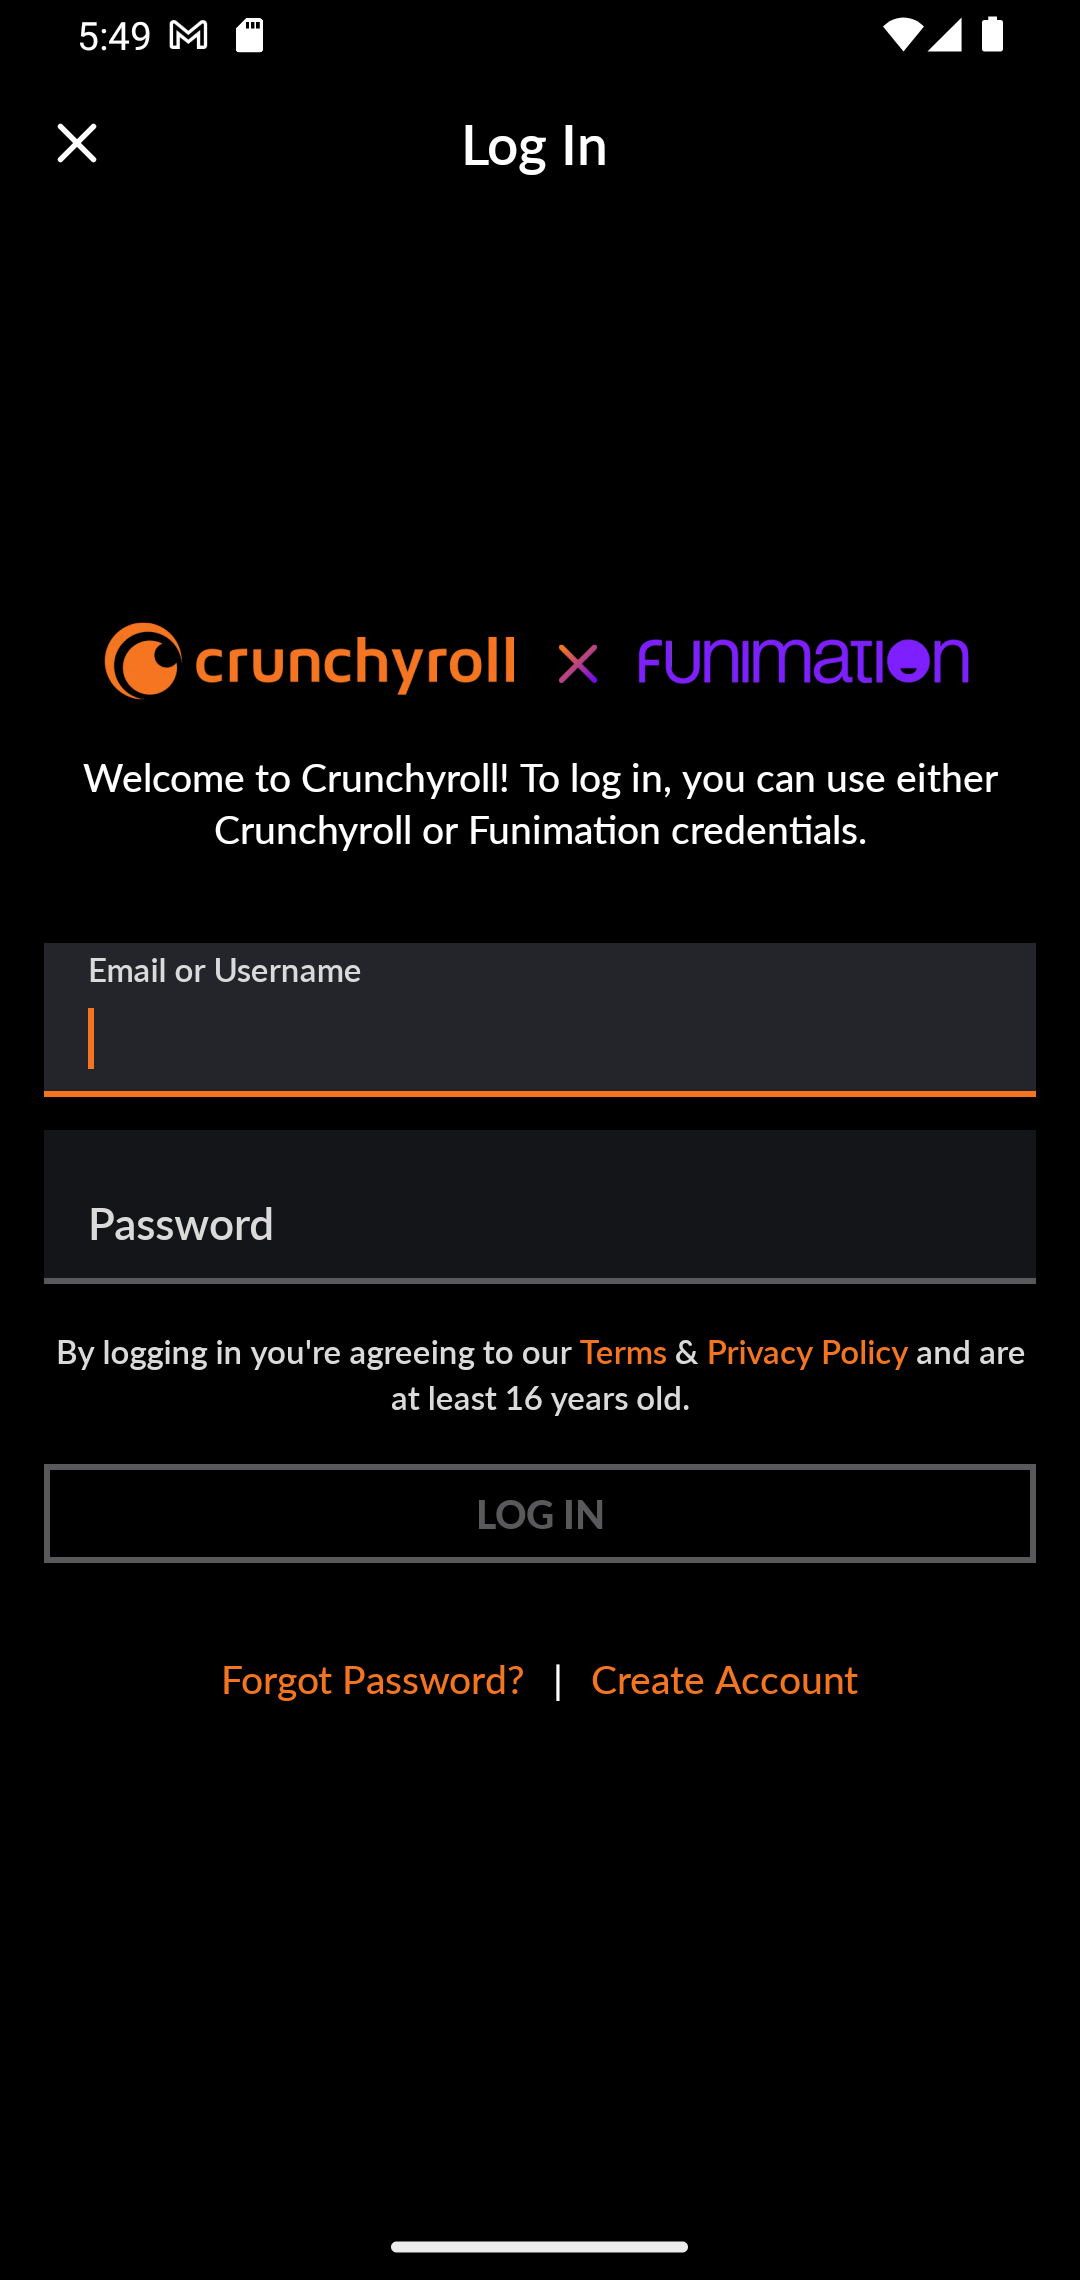 5:49
Log In
crunchyroll funimation
Welcome to Crunchyroll! To log in, you can use either
Crunchyroll or Funimation credentials.
Email or Username
Password
By logging in you're agreeing to our Terms & Privacy Policy and are
at least 16 years old.
LOG IN
Forgot Password? | Create Account